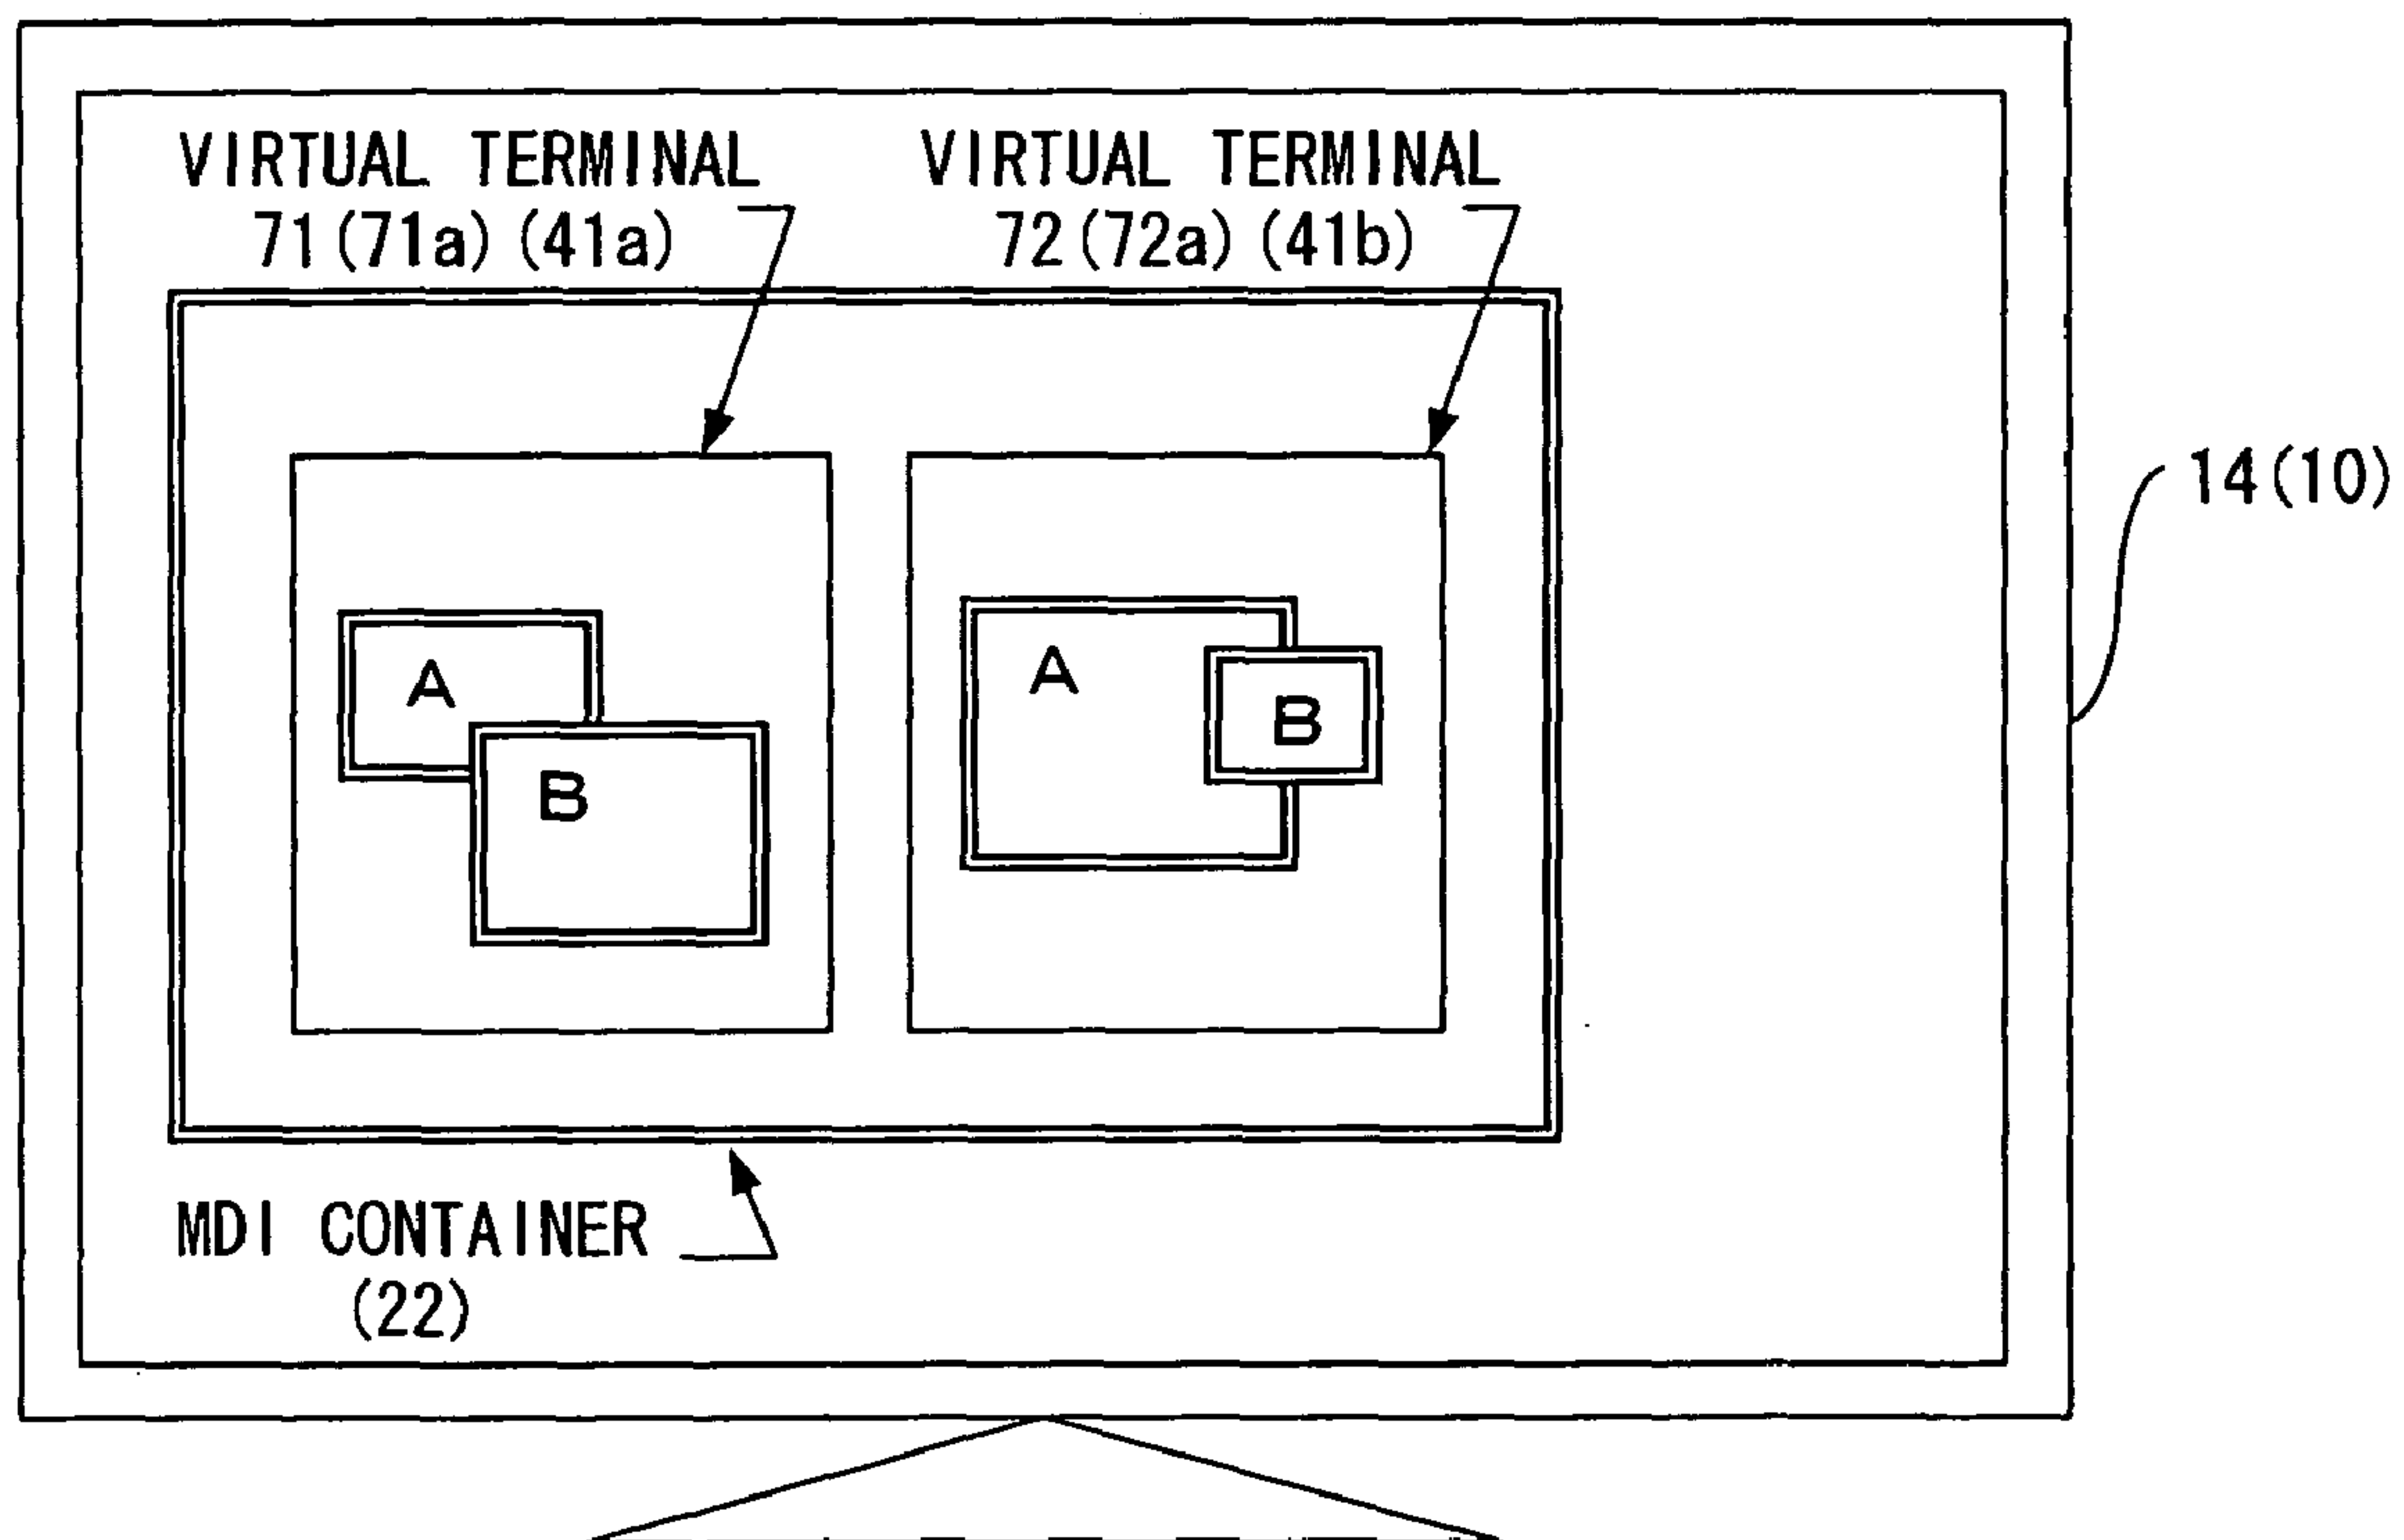 VIRTUAL TERMINAL
71(71a)(41a)
VIRTUAL TERMINAL
72(72a)(41b)
14(10)
A
B
A
B
MDI CONTAINER
(22)